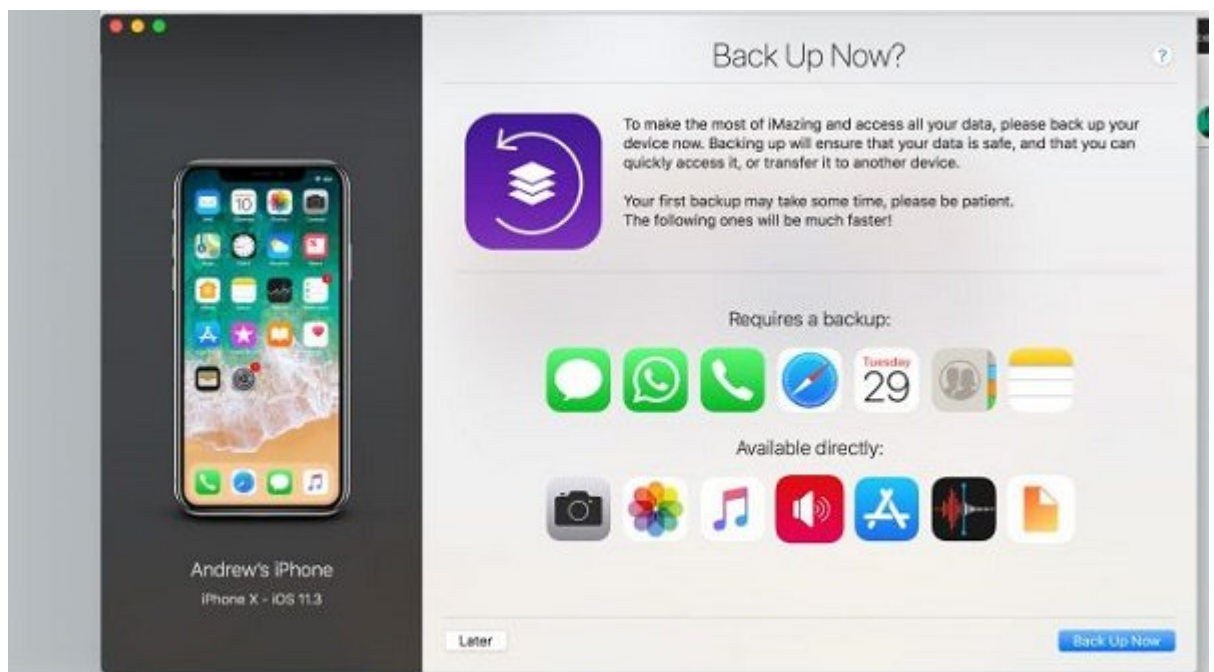 Back Up Now?
?
To make the most of iMazing and access all your data, please back up your
device now. Backing up will ensure that your data is safe, and that you can
quickly access it, or transfer it to another device.
Your first backup may take some time, please be patient.
The following ones will be much faster!
10
Requires a backup:
Tuesday
29
Available directly:
Andrew's iPhone
iPhone X - iOS 11.3
Later
Back Up Now